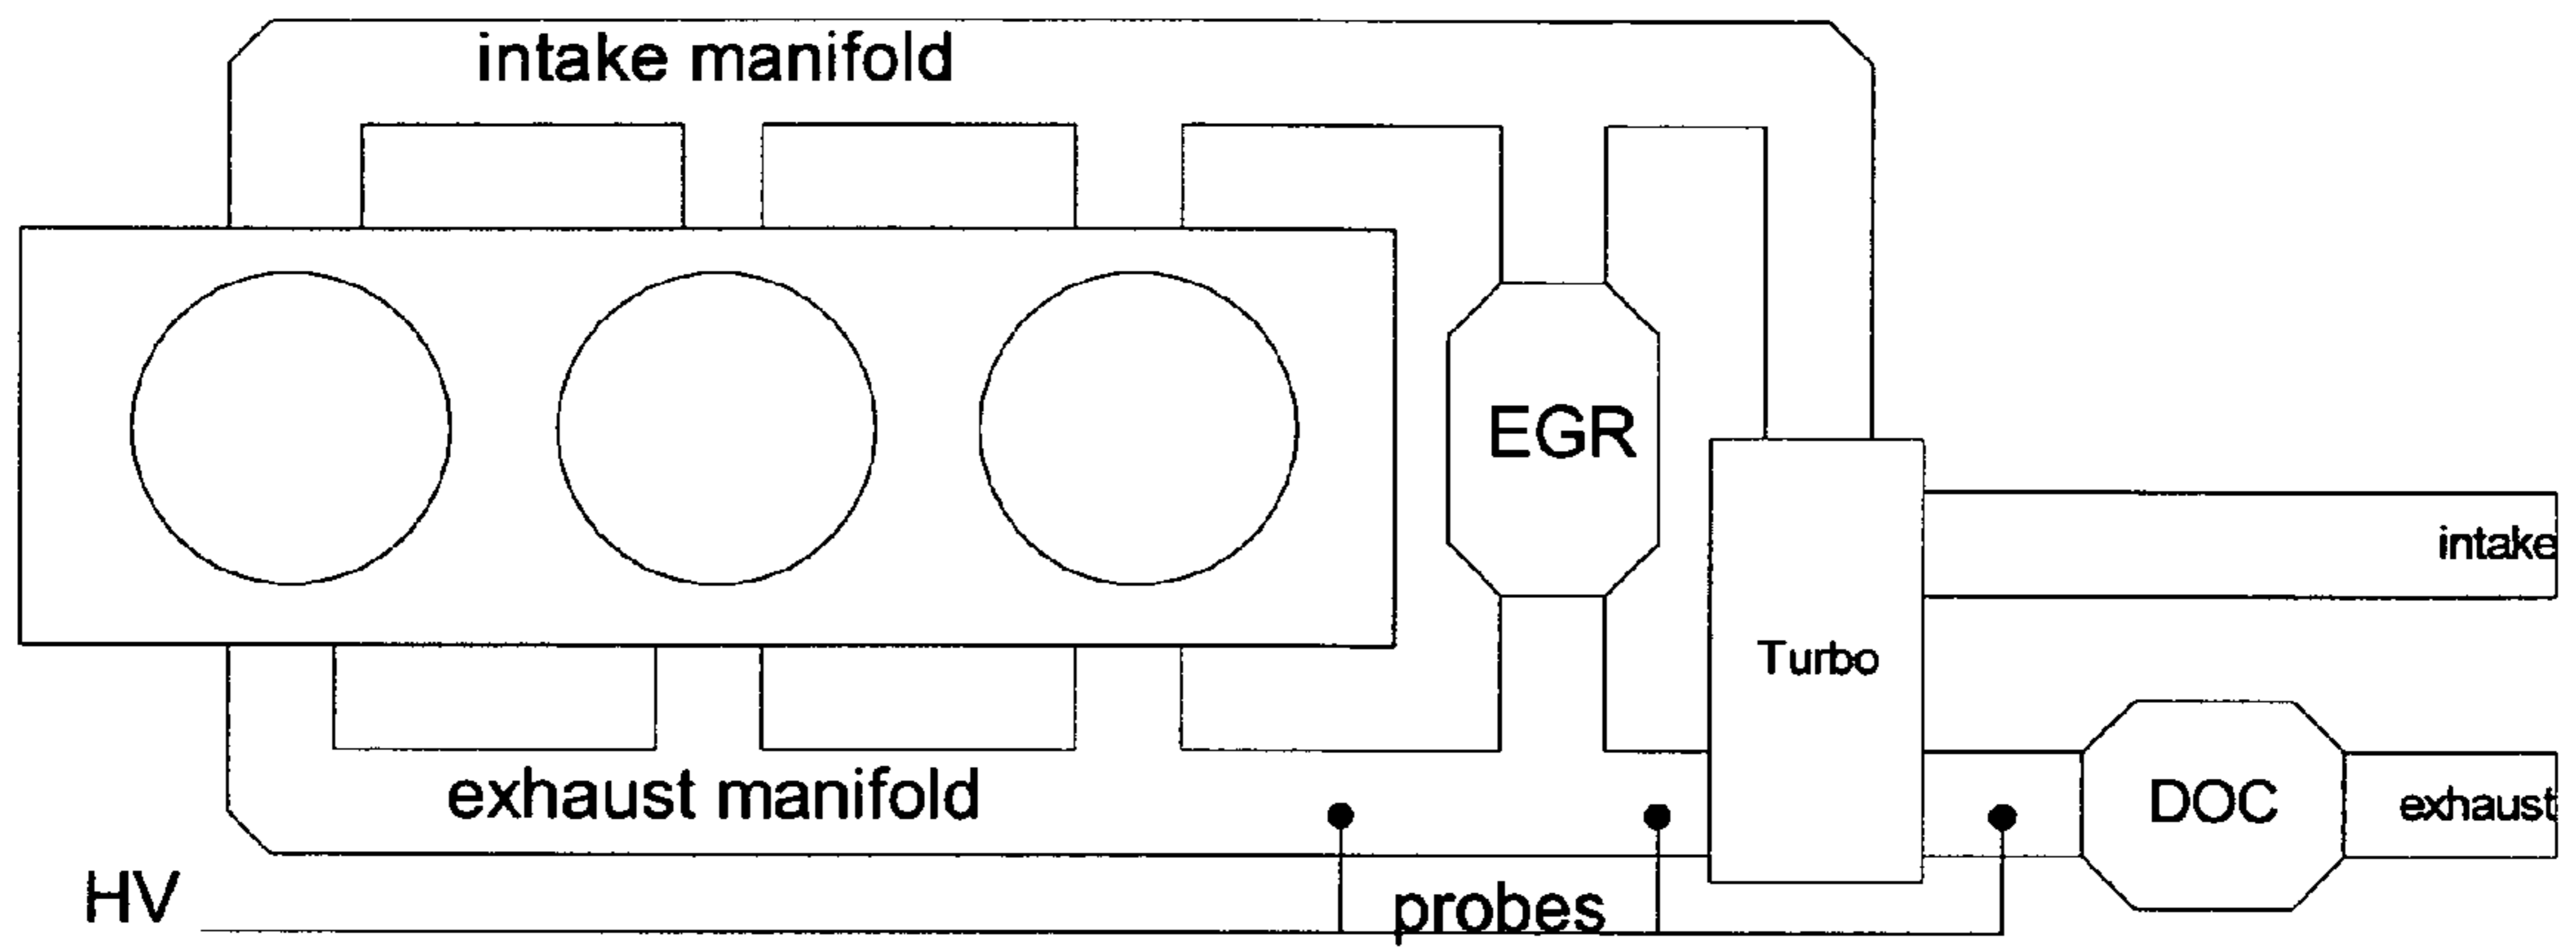 intake manifold
EGR
intake
Turbo
exhaust manifold
DOC
exhaust
HV
probes